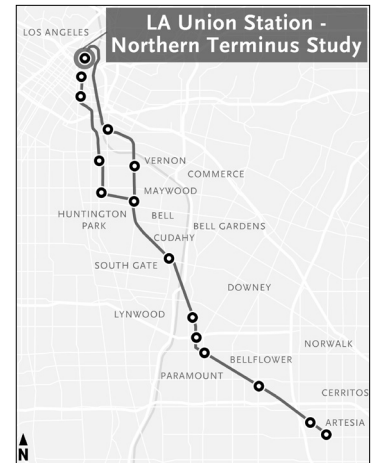 LA Union Station -
Northern Terminus Study
LOS ANGELES
VERNON
COMMERCE
MAYWOOD
HUNTINGTON
PARK
BELL
BELL GARDENS
CUDAHY
SOUTH GATE
DOWNEY
LYNWOOD
NORWALK
BELLFLOWER
PARAMOUNT
CERRITOS
ARTESIA
N